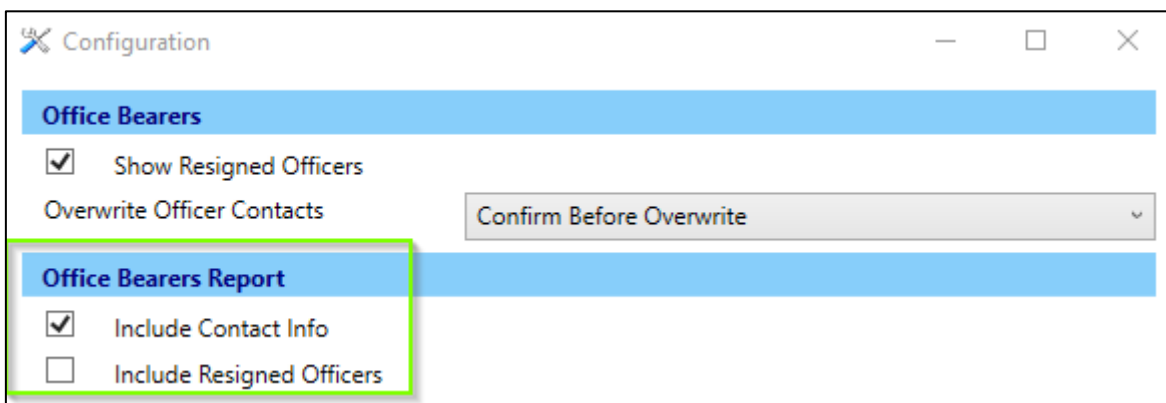 Configuration
Office Bearers
Show Resigned Officers
Overwrite Officer Contacts Confirm Before Overwrite
Office Bearers Report
Include Contact Info
Include Resigned Officers